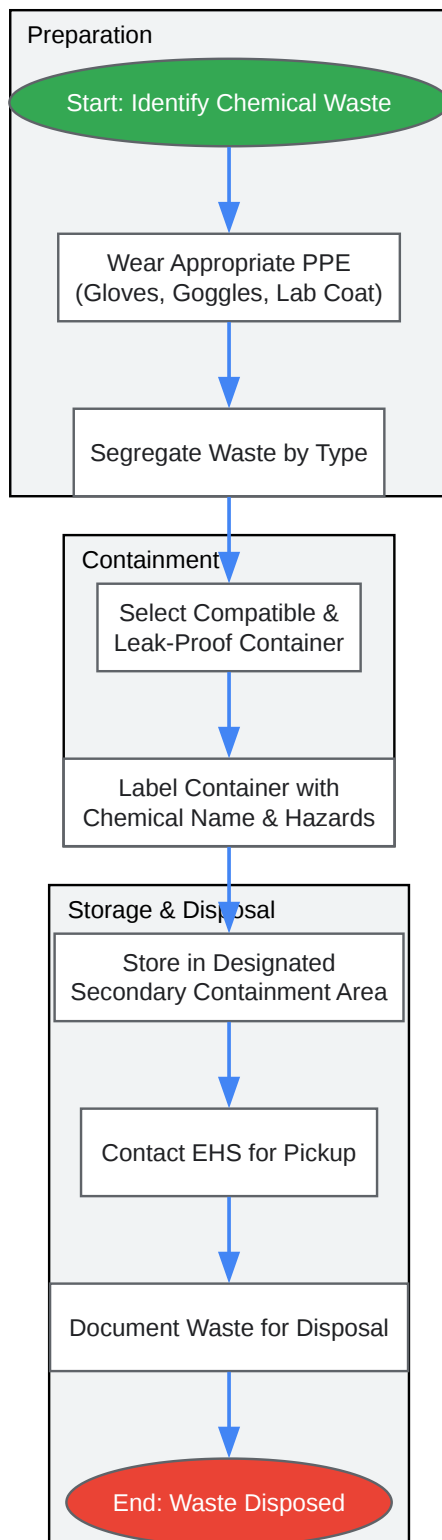 Preparation
Start: Identify Chemical Waste
Wear Appropriate PPE
(Gloves, Goggles, Lab Coat)
Segregate Waste by Type
Containment
Select Compatible &
Leak-Proof Container
Label Container with
Chemical Name & Hazards
Storage & Disposal
Store in Designated
Secondary Containment Area
Contact EHS for Pickup
Document Waste for Disposal
End: Waste Disposed